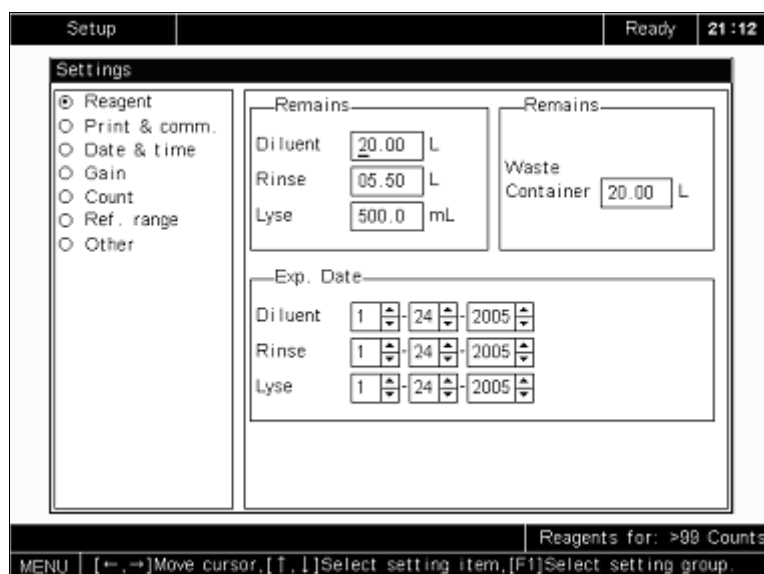 Setup Ready 21:12
Settings
Reagent
Print & comm.
Date & time
Gain
Count
Ref. range
Other
Remains
Diluent 20.00 L
Rinse 05.50 L
Lyse 500.0 mL
Remains
Waste
Container 20.00 L
Exp. Date
Diluent 1 - 24 - 2005
Rinse 1 - 24 - 2005
Lyse 1 - 24 - 2005
Reagents for: >99 Counts
MENU [←,→]Move cursor,[↑,↓]Select setting item,[F1]Select setting group.